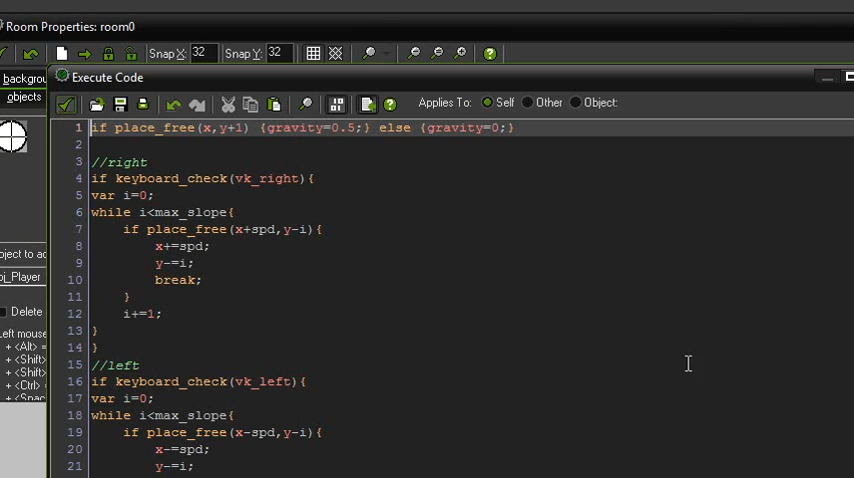 Room Properties: room0
Snap X: 32 Snap Y: 32
Execute Code
backgrou
objects
Applies To: Self Other Object:
1 if place_free(x,y+1) {gravity=0.5;} else {gravity=0;}
2
3 //right
4 if keyboard_check(vk_right){
5 var i=0;
6 while i<max_slope{
7 if place_free(x+spd,y-i){
8 x+=spd;
9 y-=i;
10 break;
11 }
12 i+=1;
13 }
14 }
15 //left
16 if keyboard_check(vk_left){
17 var i=0;
18 while i<max_slope{
19 if place_free(x-spd,y-i){
20 x-=spd;
21 y-=i;
oject to ac
oj_Player
Delete
Left mouse
+ <Alt> =
+ <Shift>
+ <Shift>
+ <Ctrl> =
+ <Spac